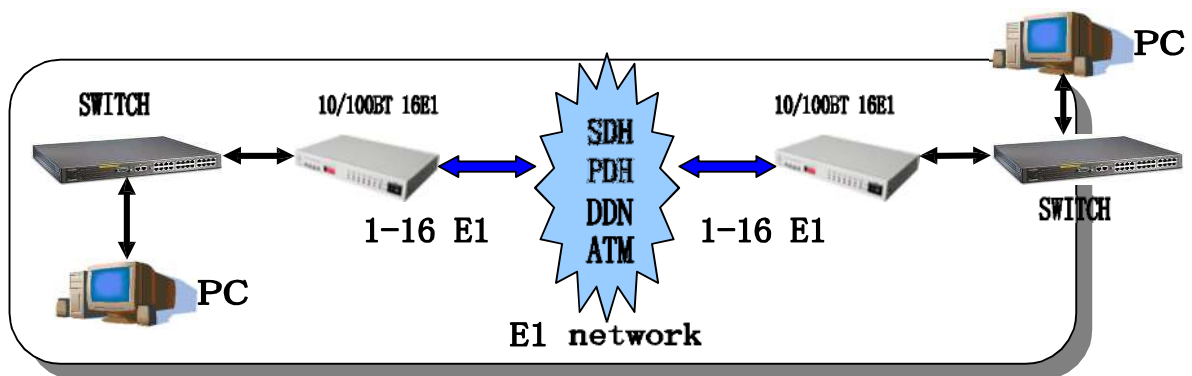 PC
SWITCH
10/100BT 16E1
10/100BT 16E1
SDH
PDH
DDN
ATM
SWITCH
1-16 E1
1-16 E1
PC
E1 network